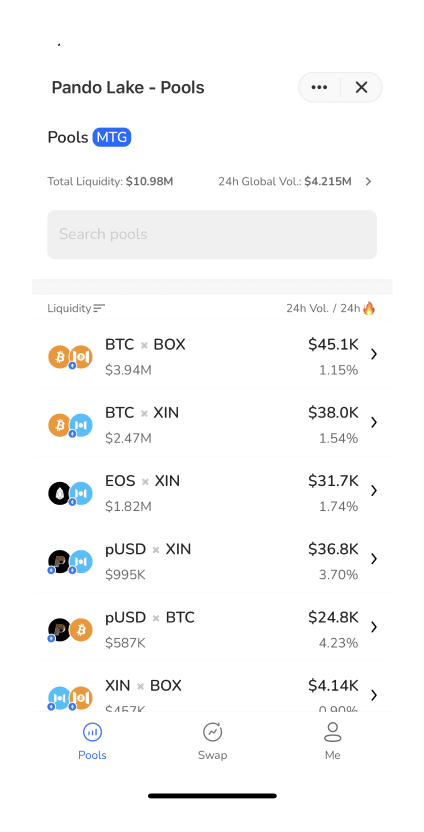 Pando Lake - Pools
Pools MTG
Total Liquidity: $10.98M 24h Global Vol.: $4.215M
Search pools
Liquidity 24h Vol. / 24h🔥
BTC × BOX $45.1K
$3.94M 1.15%
BTC × XIN $38.0K
$2.47M 1.54%
EOS × XIN $31.7K
$1.82M 1.74%
pUSD × XIN $36.8K
$995K 3.70%
pUSD × BTC $24.8K
$587K 4.23%
XIN × BOX $4.14K
$457K 0.90%
Pools Swap Me